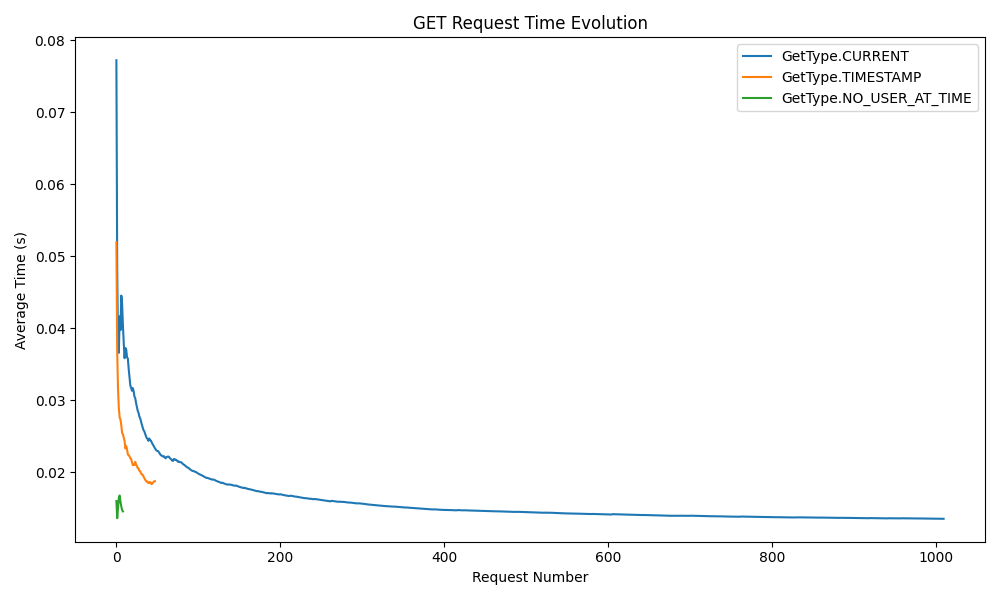 GET Request Time Evolution
GetType.CURRENT
GetType.TIMESTAMP
GetType.NO_USER_AT_TIME
Average Time (s)
0.08
0.07
0.06
0.05
0.04
0.03
0.02
0
200
400
600
800
1000
Request Number